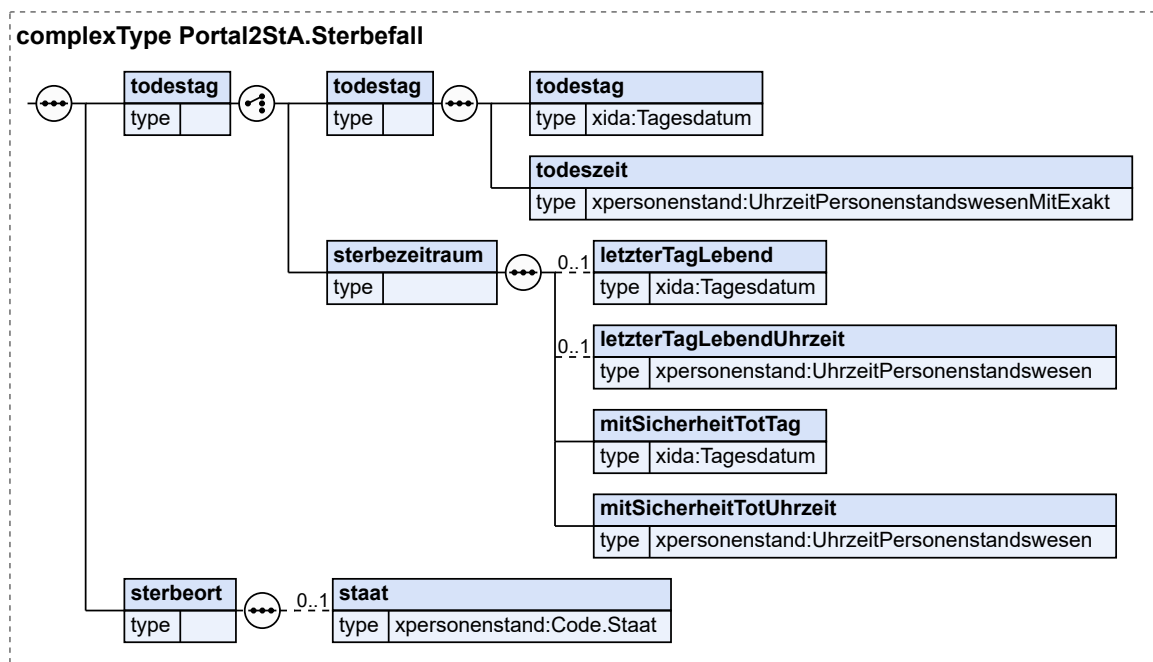 complexType Portal2StA.Sterbefall
todestag
type
todestag
type
todestag
type xida:Tagesdatum
todeszeit
type xpersonenstand:UhrzeitPersonenstandswesenMitExakt
sterbezeitraum
type
0..1
letzterTagLebend
type xida:Tagesdatum
0..1
letzterTagLebendUhrzeit
type xpersonenstand:UhrzeitPersonenstandswesen
mitSicherheitTotTag
type xida:Tagesdatum
mitSicherheitTotUhrzeit
type xpersonenstand:UhrzeitPersonenstandswesen
sterbeort
type
0..1
staat
type xpersonenstand:Code.Staat